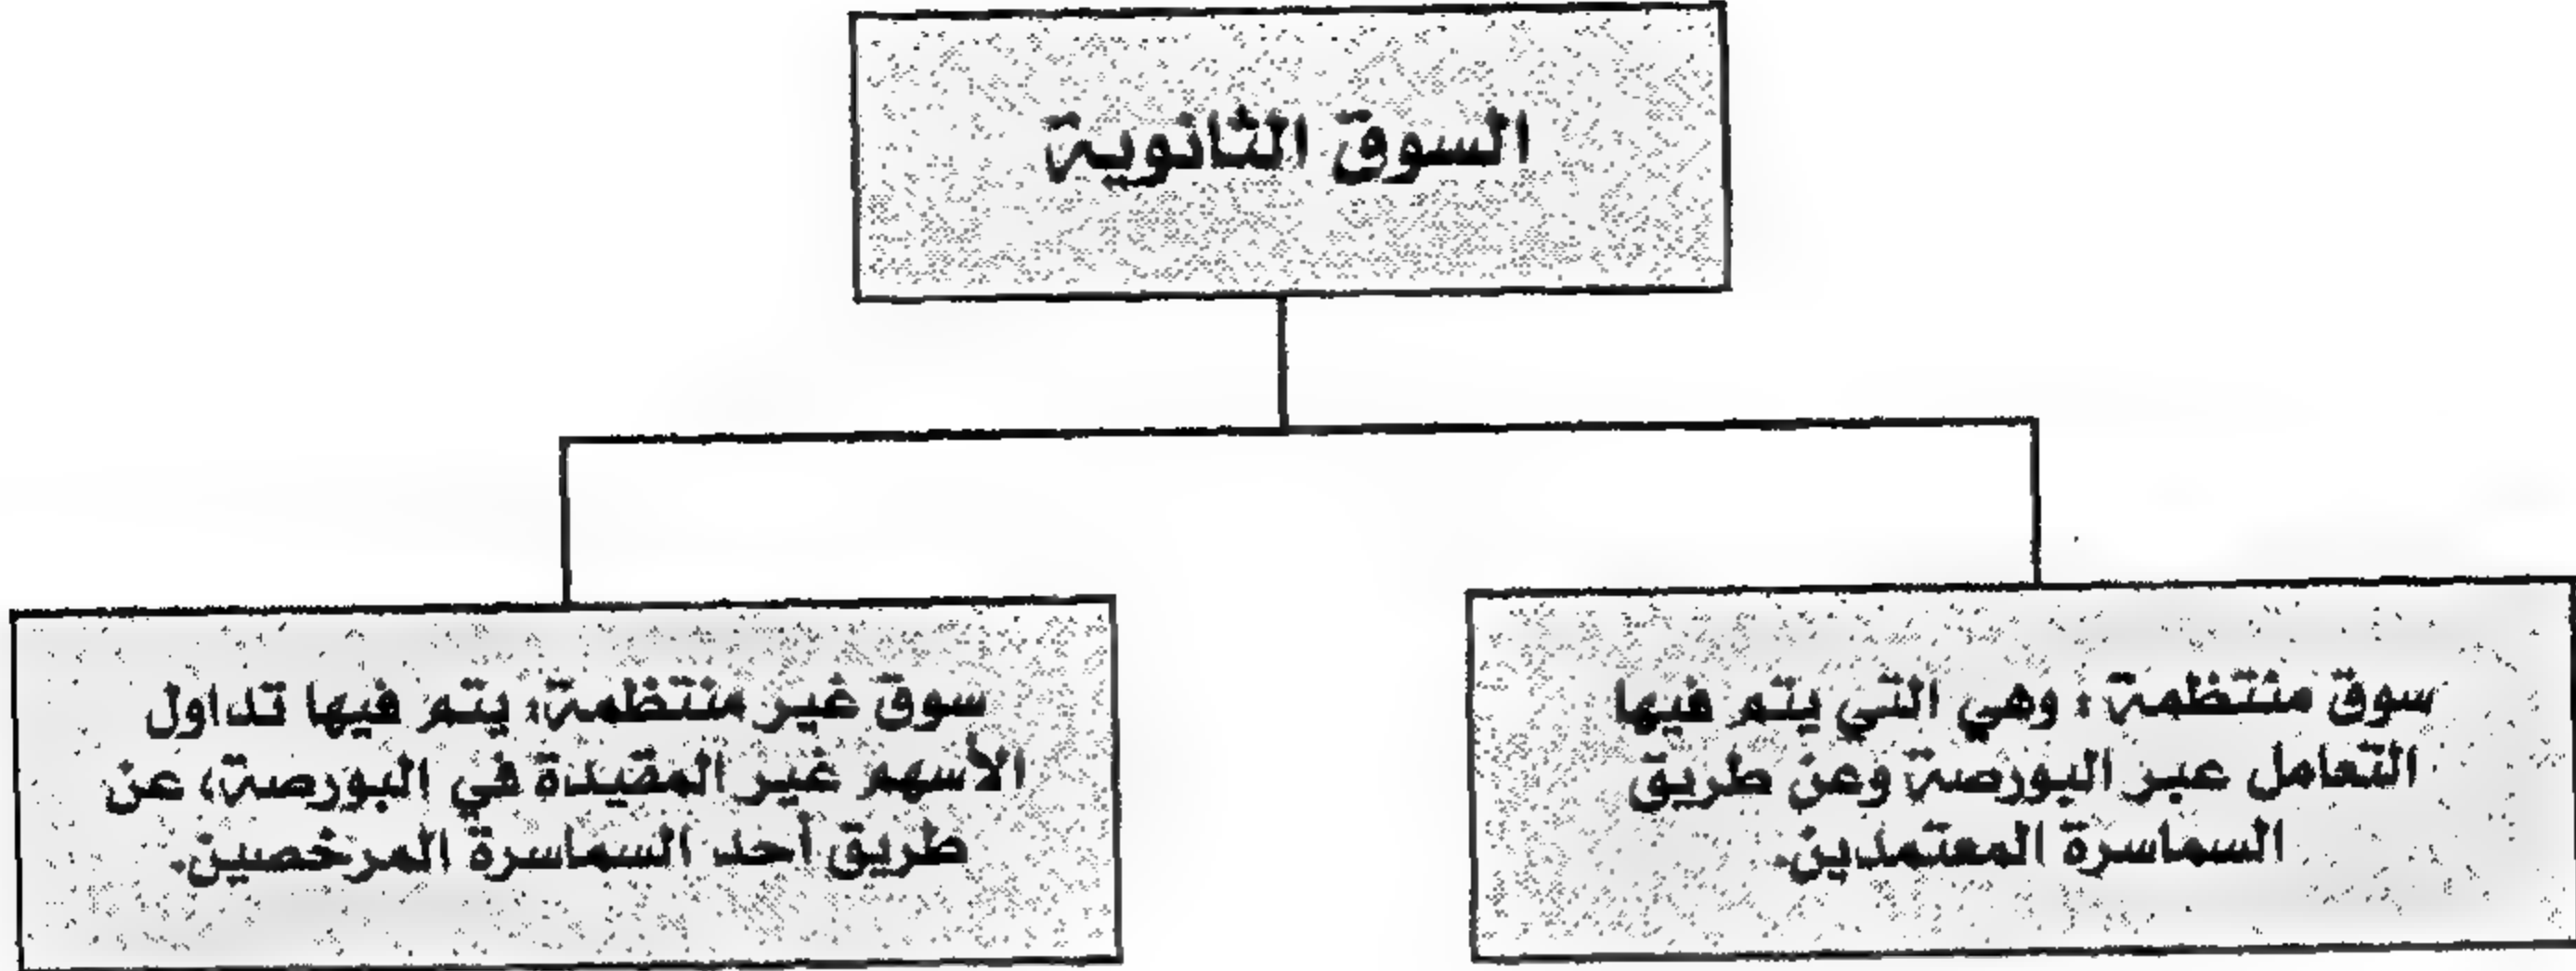 السوق الثانوية
سوق منتظمة : وهي التي يتم فيها
التعامل عبر البورصة وعن طريق
السماسرة المعتمدين.
سوق غير منتظمة: يتم فيها تداول
الأسهم غير المقيدة في البورصة، عن
طريق أحد السماسرة المرخصين.